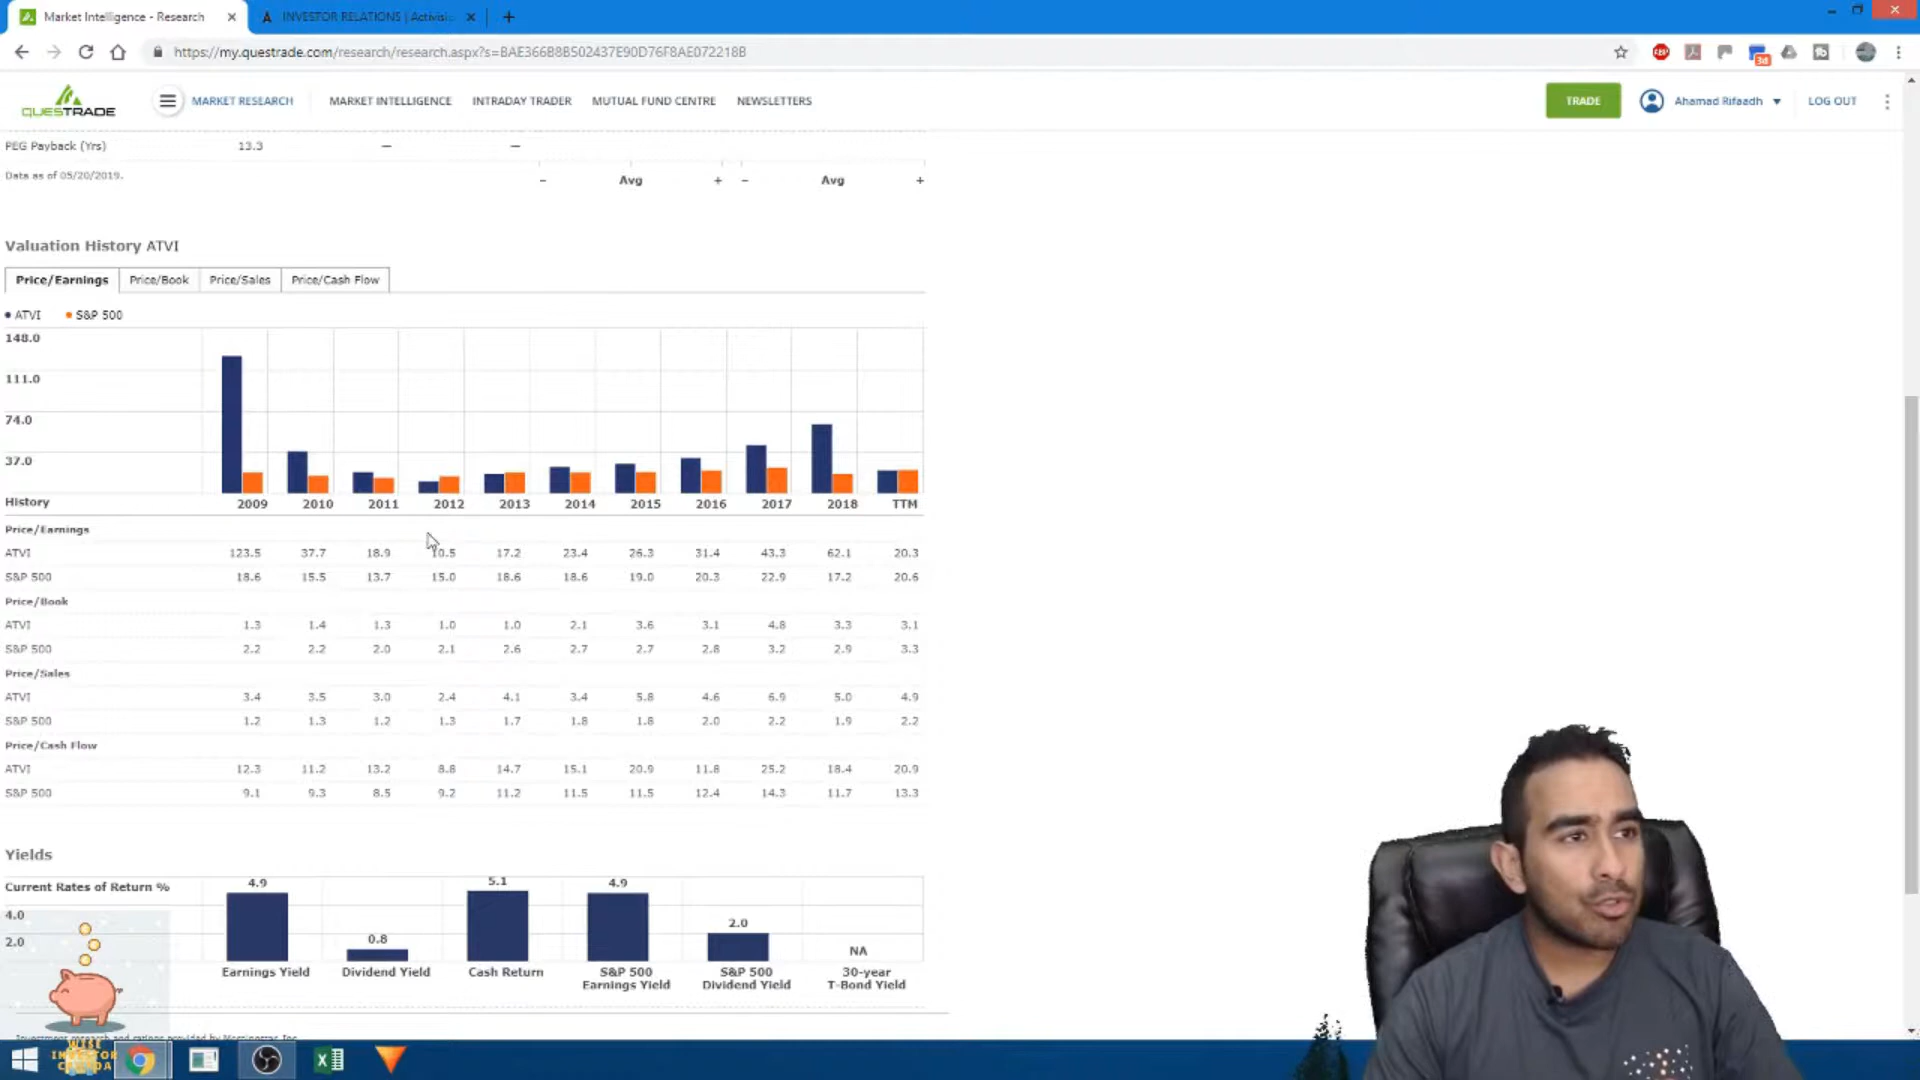 Market Intelligence - Research
INVESTOR RELATIONS | Activisi
https://my.questrade.com/research/research.aspx?s=BAE366B8B502437E90D76F8AE072218B
3d
QUESTRADE
MARKET RESEARCH
MARKET INTELLIGENCE
INTRADAY TRADER
MUTUAL FUND CENTRE
NEWSLETTERS
TRADE
Ahamad Rifaadh
LOG OUT
PEG Payback (Yrs) 13.3 — —
Data as of 05/20/2019.
– Avg + – Avg +
Valuation History ATVI
Price/Earnings Price/Book Price/Sales Price/Cash Flow
ATVI S&P 500
148.0
111.0
74.0
37.0
History 2009 2010 2011 2012 2013 2014 2015 2016 2017 2018 TTM
Price/Earnings
ATVI 123.5 37.7 18.9 10.5 17.2 23.4 26.3 31.4 43.3 62.1 20.3
S&P 500 18.6 15.5 13.7 15.0 18.6 18.6 19.0 20.3 22.9 17.2 20.6
Price/Book
ATVI 1.3 1.4 1.3 1.0 1.0 2.1 3.6 3.1 4.8 3.3 3.1
S&P 500 2.2 2.2 2.0 2.1 2.6 2.7 2.7 2.8 3.2 2.9 3.3
Price/Sales
ATVI 3.4 3.5 3.0 2.4 4.1 3.4 5.8 4.6 6.9 5.0 4.9
S&P 500 1.2 1.3 1.2 1.3 1.7 1.8 1.8 2.0 2.2 1.9 2.2
Price/Cash Flow
ATVI 12.3 11.2 13.2 8.8 14.7 15.1 20.9 11.8 25.2 18.4 20.9
S&P 500 9.1 9.3 8.5 9.2 11.2 11.5 11.5 12.4 14.3 11.7 13.3
Yields
Current Rates of Return %
4.0
2.0
4.9 0.8 5.1 4.9 2.0 NA
Earnings Yield Dividend Yield Cash Return S&P 500 Earnings Yield S&P 500 Dividend Yield 30-year T-Bond Yield
Investment research and ratings provided by Morningstar, Inc.
WISE
INVESTOR
CANADA